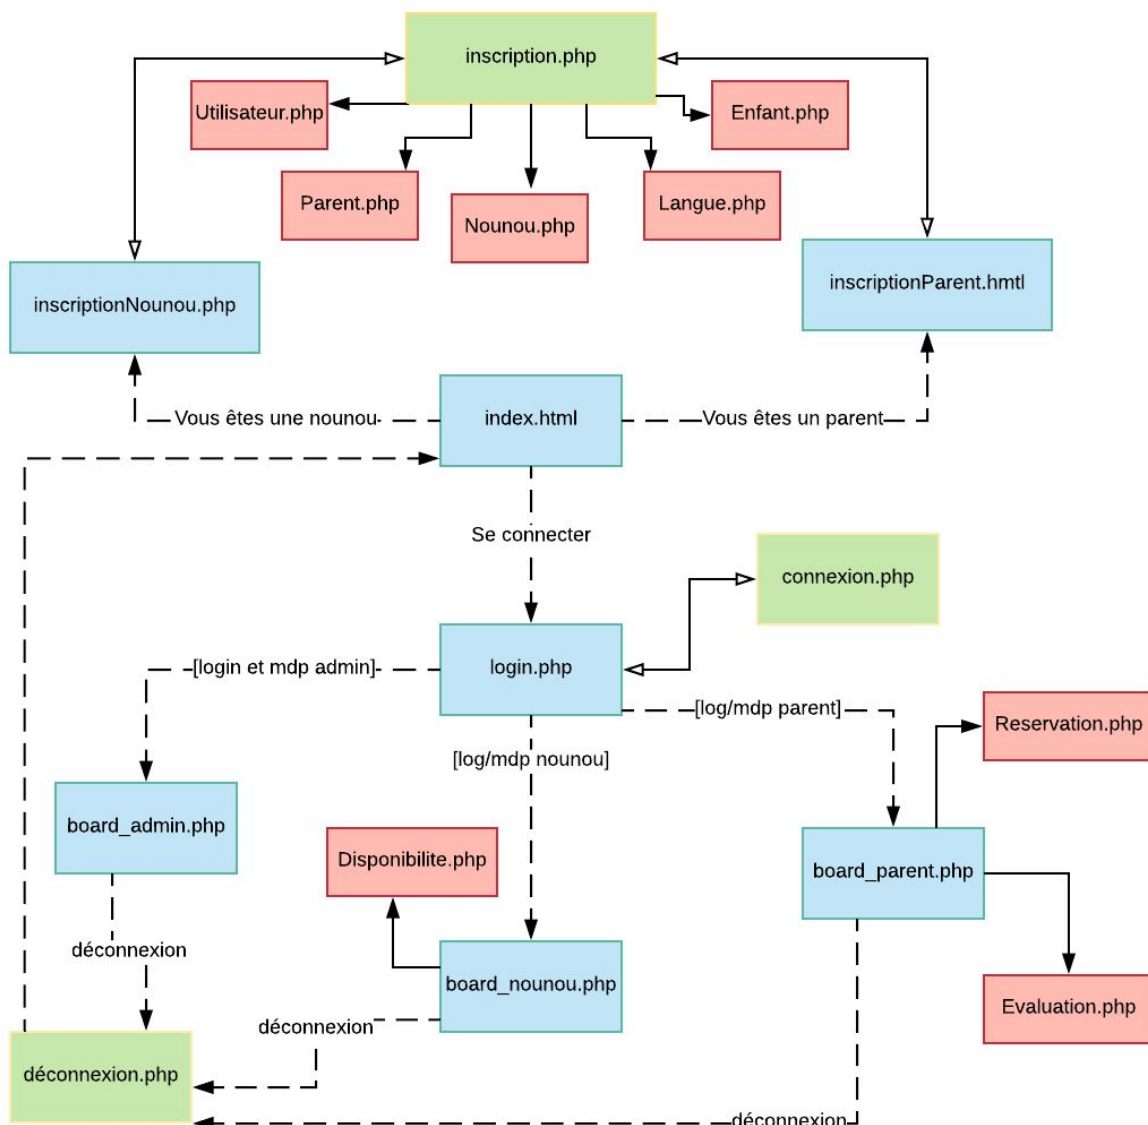 inscription.php
Utilisateur.php
Enfant.php
Parent.php
Langue.php
Nounou.php
inscriptionNounou.php
inscriptionParent.hmtl
Vous êtes une nounou
index.html
Vous êtes un parent
Se connecter
connexion.php
[login et mdp admin]
login.php
[log/mdp parent]
Reservation.php
[log/mdp nounou]
board_admin.php
Disponibilite.php
board_parent.php
déconnexion
board_nounou.php
Evaluation.php
déconnexion
déconnexion.php
déconnexion